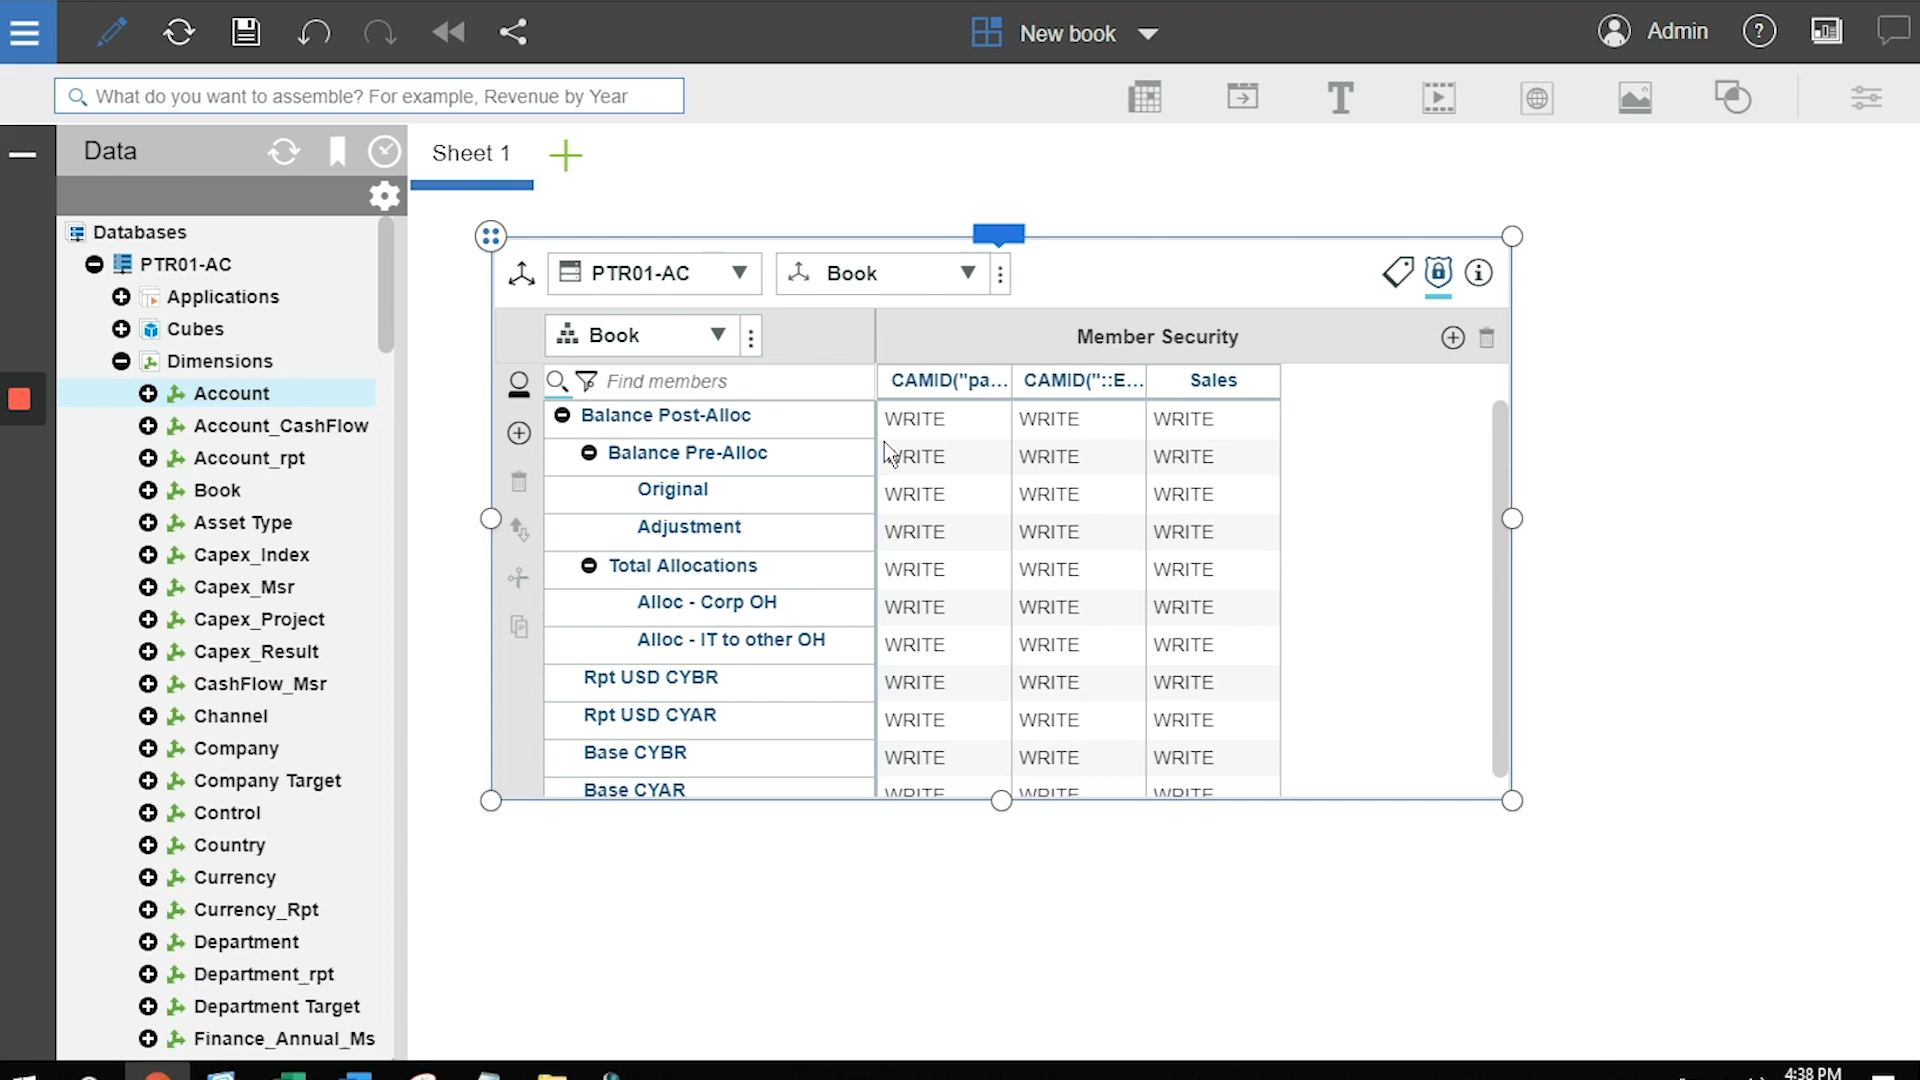 New book
Admin
What do you want to assemble? For example, Revenue by Year
T
Data
Sheet 1
Databases
PTR01-AC
Applications
Cubes
Dimensions
Account
Account_CashFlow
Account_rpt
Book
Asset Type
Capex_Index
Capex_Msr
Capex_Project
Capex_Result
CashFlow_Msr
Channel
Company
Company Target
Control
Country
Currency
Currency_Rpt
Department
Department_rpt
Department Target
Finance_Annual_Ms
PTR01-AC
Book
Book
Member Security
Find members
CAMID("pa... CAMID("::E... Sales
Balance Post-Alloc WRITE WRITE WRITE
Balance Pre-Alloc WRITE WRITE WRITE
Original WRITE WRITE WRITE
Adjustment WRITE WRITE WRITE
Total Allocations WRITE WRITE WRITE
Alloc - Corp OH WRITE WRITE WRITE
Alloc - IT to other OH WRITE WRITE WRITE
Rpt USD CYBR WRITE WRITE WRITE
Rpt USD CYAR WRITE WRITE WRITE
Base CYBR WRITE WRITE WRITE
Base CYAR WRITE WRITE WRITE
4:38 PM